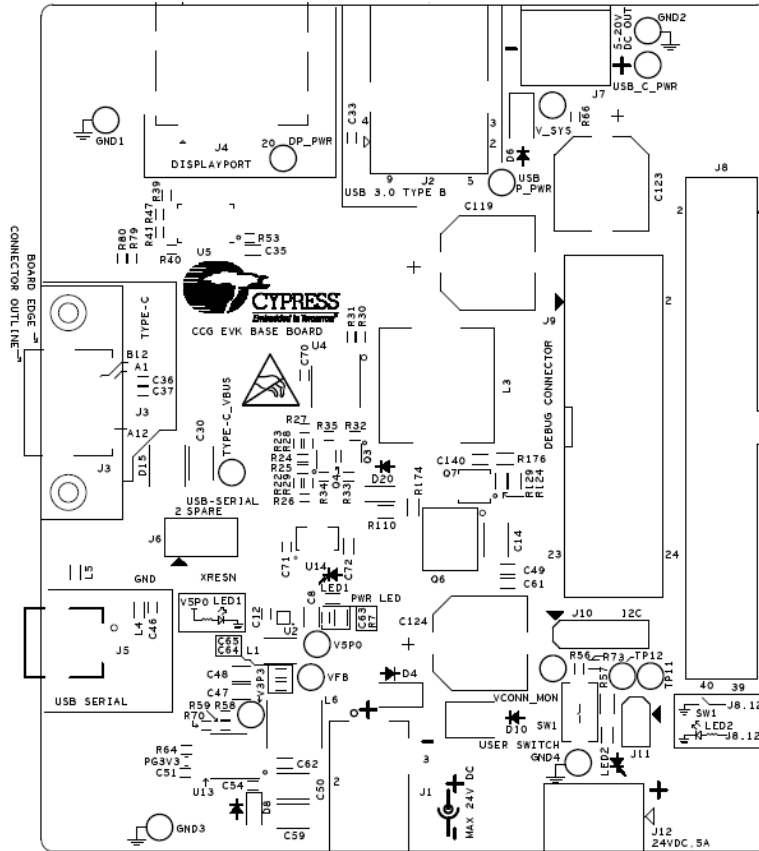 GND2
5-20V
DC OUT
-
+
USB_C_PWR
J7
C33
4
3
2
V_SYS
R66
GND1
J4
20
DP_PWR
DISPLAYPORT
D6
J8
9
J2
5
USB
P_PWR
USB 3.0 TYPE B
C123
2
R39
R47
R41
C119
U5
R53
C35
R80
R79
R40
CYPRESS
Embedded in Tomorrow
CCG EVK BASE BOARD
BOARD EDGE
CONNECTOR OUTLINE
TYPE-C
J9
2
R31
R30
U4
B12
A1
C70
C36
C37
L3
J3
A12
TYPE-C_VBUS
DEBUG CONNECTOR
C30
R27
R35
R32
R23
R28
R24
R25
R22
R29
R26
Q3
Q4
R34
R33
J3
D15
D20
R174
C140
R176
Q7
R129
R124
USB-SERIAL
2 SPARE
R110
J6
C14
23
24
C71
U14
C72
Q6
C49
C61
L5
GND
XRESN
LED1
PWR LED
V5P0
LED1
C12
C8
C63
R7
C124
J10
I2C
L4
C46
U2
J5
C65
C64
L1
V5P0
R56
R73
TP12
TP11
R57
C48
VFB
D4
C47
V3P3
VCONN_MON
40
39
USB SERIAL
R59
R58
R70
L6
+
SW1
SW1
J8.12
LED2
J8.12
D10
USER SWITCH
J11
R64
PG3V3
C51
-
GND4
LED2
C62
3
2
U13
C54
C50
J1
MAX 24V DC
+
+
D8
GND3
C59
J12
24VDC,5A